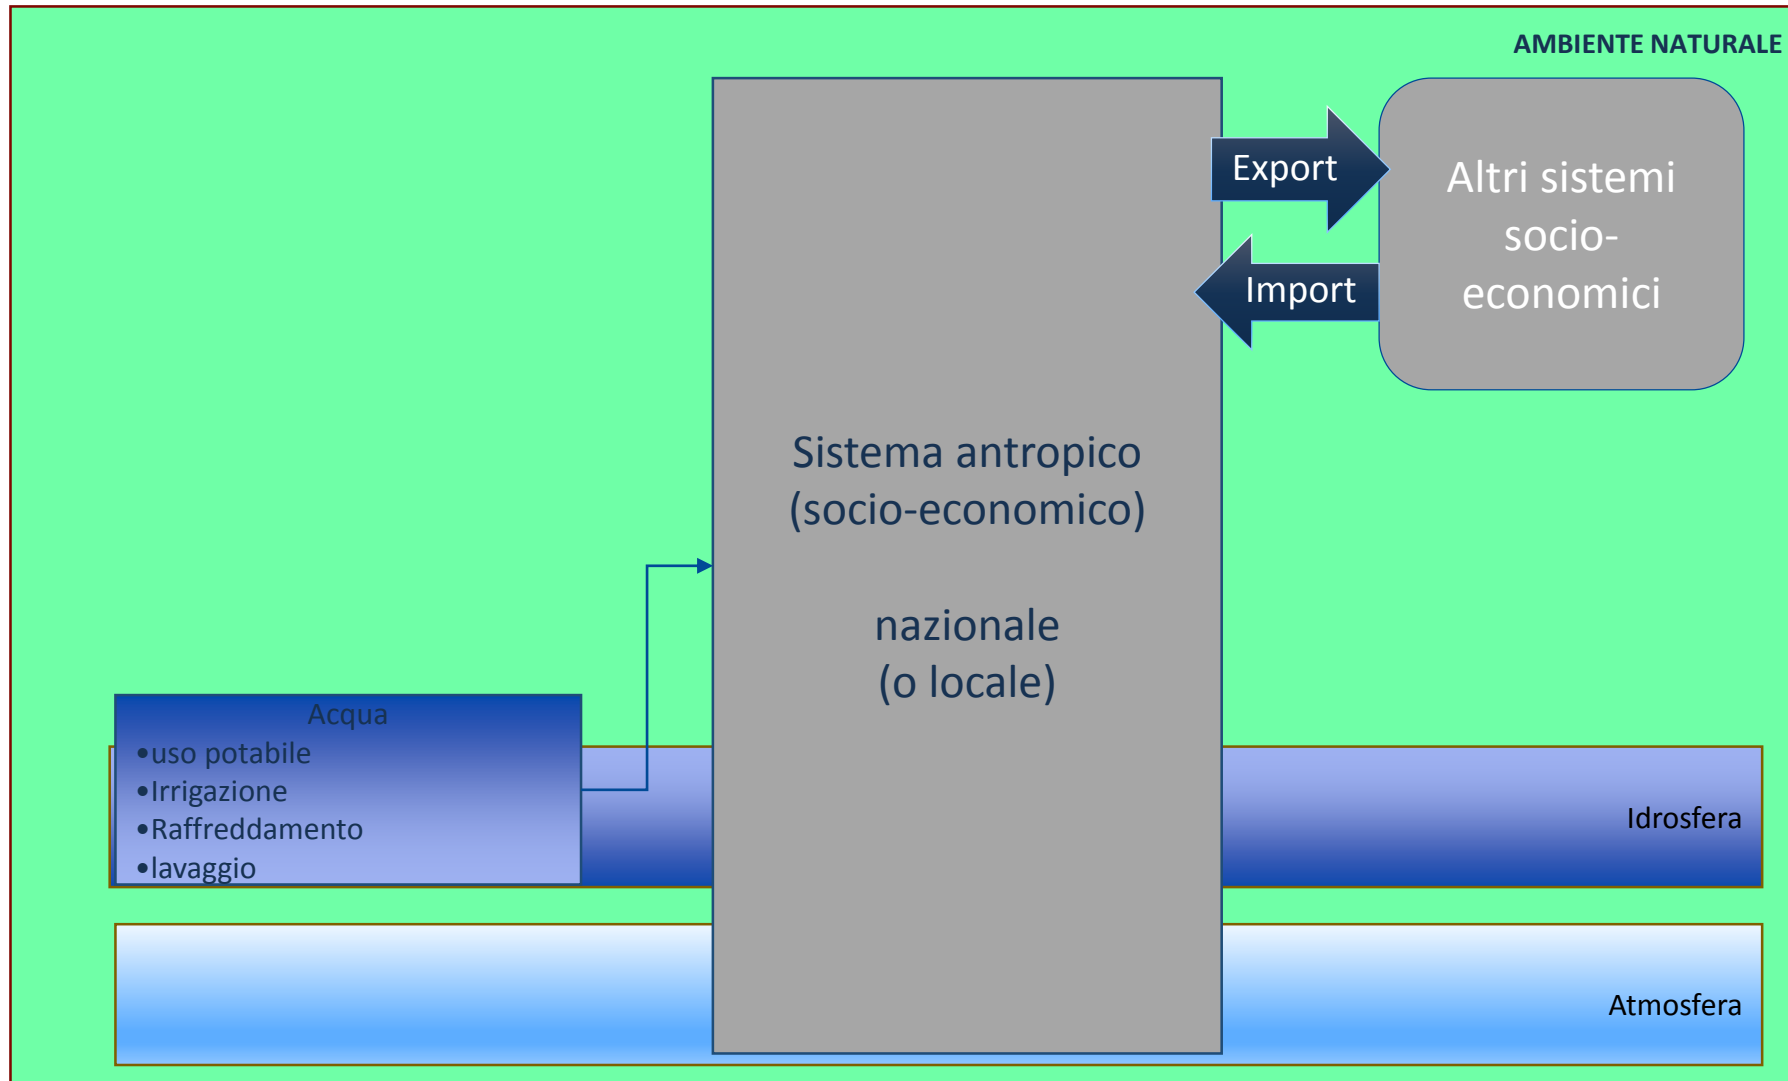 AMBIENTE NATURALE
Export
Import
Altri sistemi
socio-
economici
Sistema antropico
(socio-economico)
nazionale
(o locale)
Acqua
•uso potabile
•Irrigazione
•Raffreddamento
•lavaggio
Idrosfera
Atmosfera